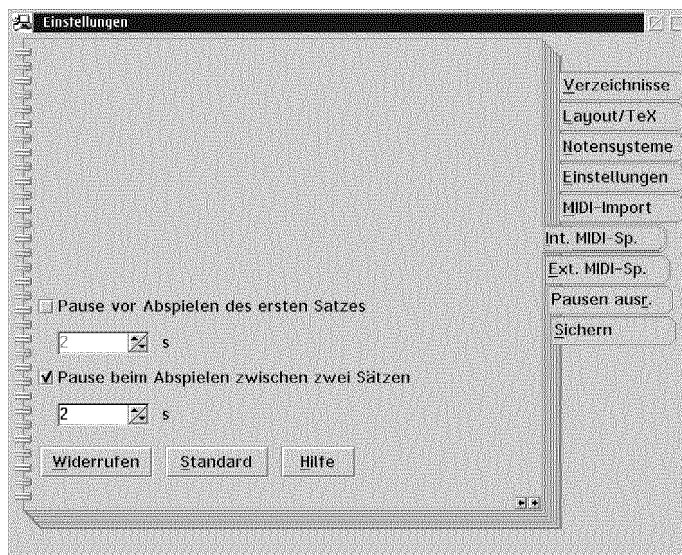 Einstellungen
Verzeichnisse
Layout/TeX
Notensysteme
Einstellungen
MIDI-Import
Int. MIDI-Sp.
Ext. MIDI-Sp.
Pausen ausr.
Sichern
Pause vor Abspielen des ersten Satzes
2 s
Pause beim Abspielen zwischen zwei Sätzen
2 s
Widerrufen Standard Hilfe